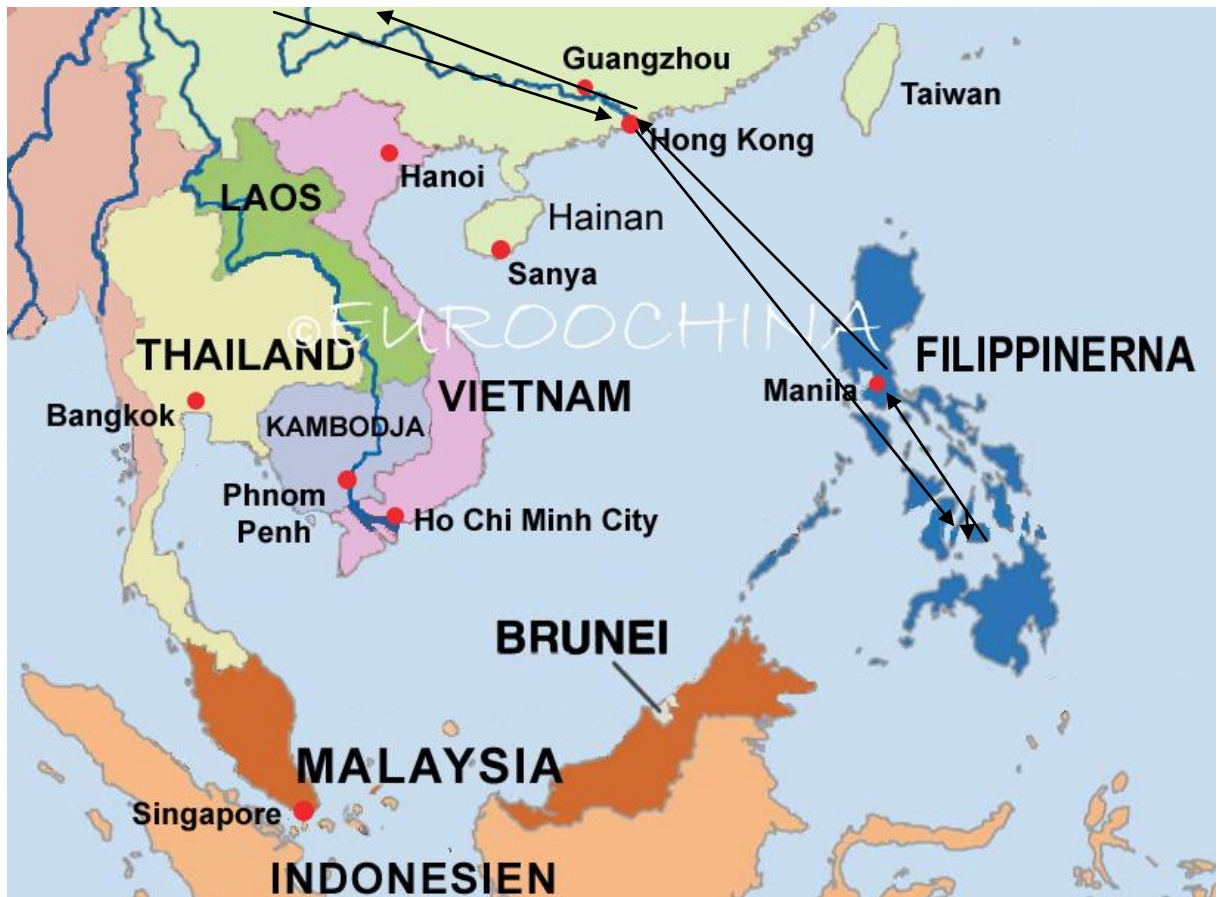 Guangzhou
Taiwan
Hong Kong
Hanoi
LAOS
Hainan
Sanya
©EUROOCHINA
THAILAND
FILIPPINERNA
VIETNAM
Manila
Bangkok
KAMBODJA
Phnom
Penh
Ho Chi Minh City
BRUNEI
MALAYSIA
Singapore
INDONESIEN